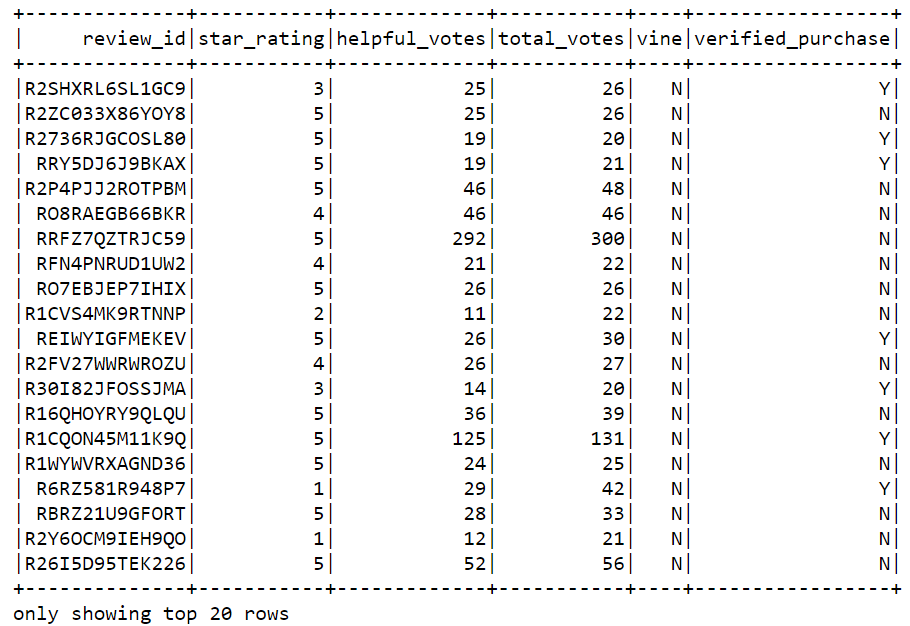 +--------------+-----------+-------------+-----------+----+-----------------+
|     review_id|star_rating|helpful_votes|total_votes|vine|verified_purchase|
+--------------+-----------+-------------+-----------+----+-----------------+
|R2SHXRL6SL1GC9|          3|           25|         26|   N|                Y|
|R2ZC033X86YOY8|          5|           25|         26|   N|                N|
|R2736RJGCOSL80|          5|           19|         20|   N|                Y|
| RRY5DJ6J9BKAX|          5|           19|         21|   N|                Y|
|R2P4PJJ2ROTPBM|          5|           46|         48|   N|                N|
| RO8RAEGB66BKR|          4|           46|         46|   N|                N|
| RRFZ7QZTRJC59|          5|          292|        300|   N|                N|
| RFN4PNRUD1UW2|          4|           21|         22|   N|                N|
| RO7EBJEP7IHIX|          5|           26|         26|   N|                N|
|R1CVS4MK9RTNNP|          2|           11|         22|   N|                N|
| REIWYIGFMEKEV|          5|           26|         30|   N|                Y|
|R2FV27WWRWROZU|          4|           26|         27|   N|                N|
|R30I82JFOSSJMA|          3|           14|         20|   N|                Y|
|R16QHOYRY9QLQU|          5|           36|         39|   N|                N|
|R1CQON45M11K9Q|          5|          125|        131|   N|                Y|
|R1WYWVRXAGND36|          5|           24|         25|   N|                N|
| R6RZ581R948P7|          1|           29|         42|   N|                Y|
| RBRZ21U9GFORT|          5|           28|         33|   N|                N|
|R2Y6OCM9IEH9QO|          1|           12|         21|   N|                N|
|R26I5D95TEK226|          5|           52|         56|   N|                N|
+--------------+-----------+-------------+-----------+----+-----------------+
only showing top 20 rows